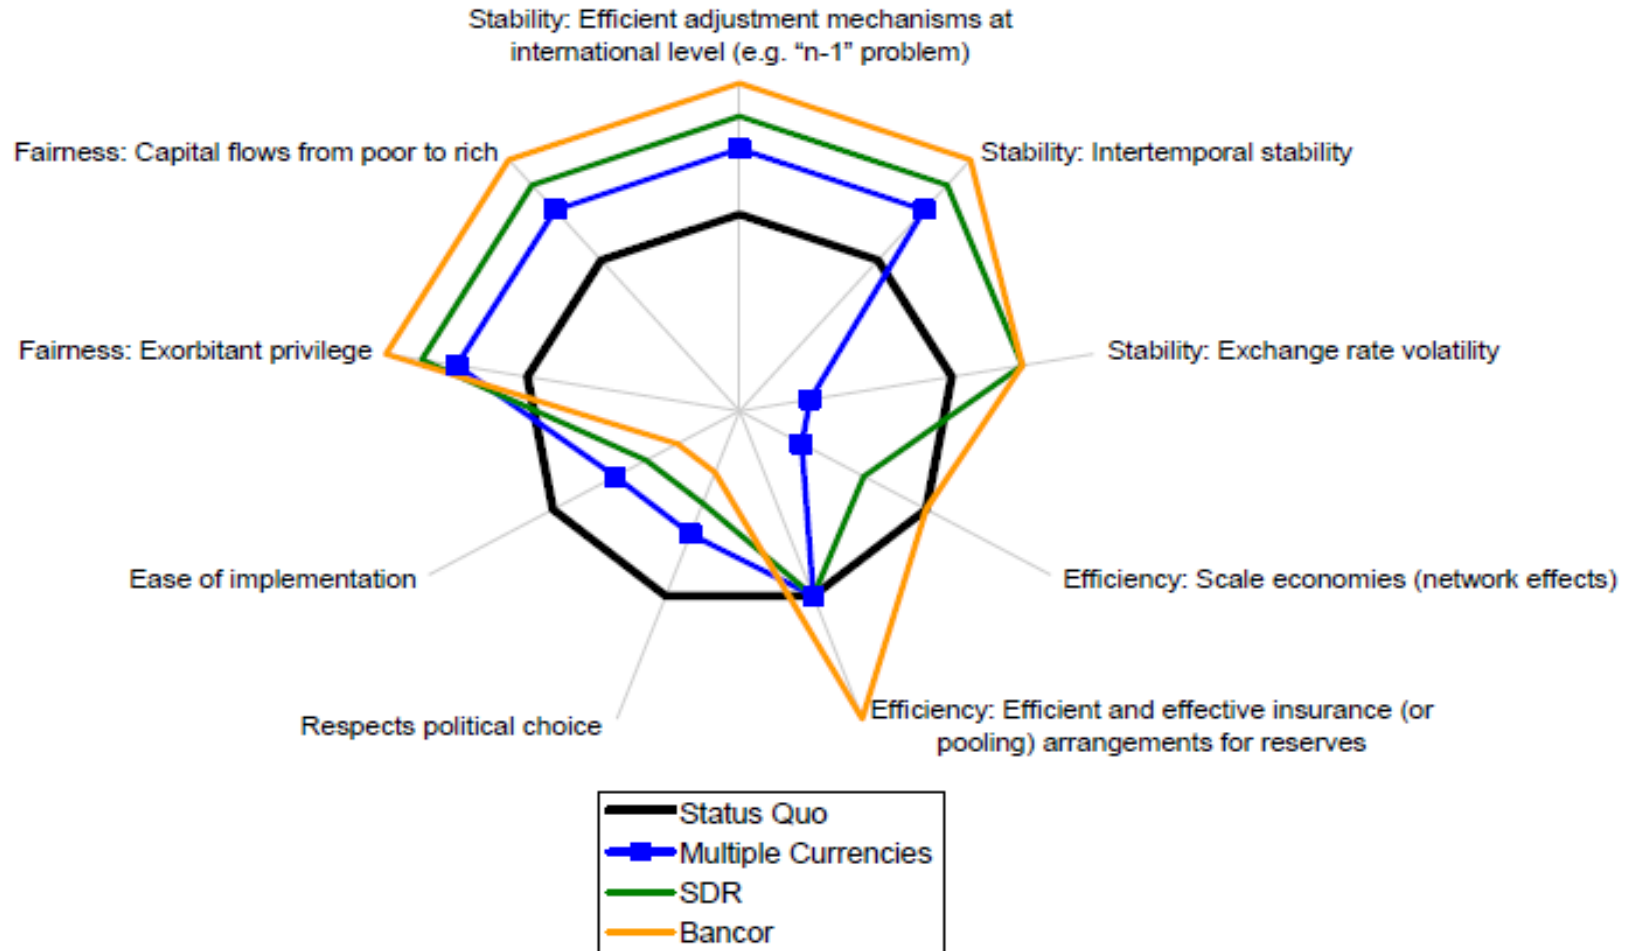 Stability: Efficient adjustment mechanisms at
international level (e.g. “n-1” problem)
Fairness: Capital flows from poor to rich
Stability: Intertemporal stability
Fairness: Exorbitant privilege
Stability: Exchange rate volatility
Ease of implementation
Efficiency: Scale economies (network effects)
Respects political choice
Efficiency: Efficient and effective insurance (or
pooling) arrangements for reserves
Status Quo
Multiple Currencies
SDR
Bancor